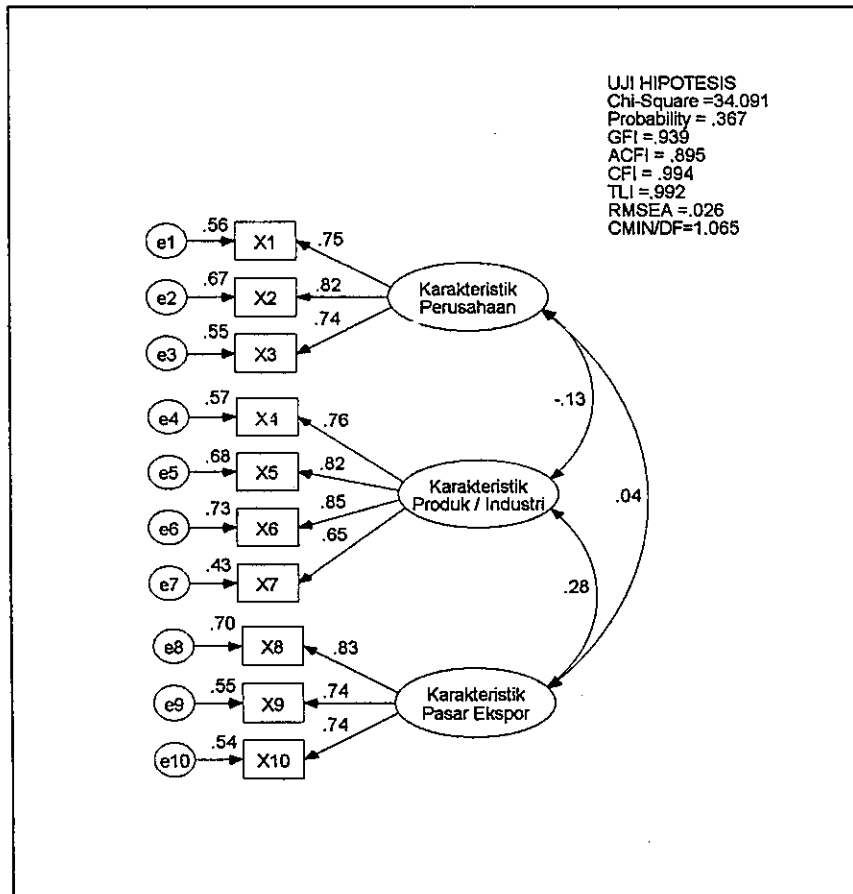 UJI HIPOTESIS
Chi-Square =34.091
Probability = .367
GFI =.939
ACFI = .895
CFI = .994
TLI =.992
RMSEA =.026
CMIN/DF=1.065
e1 .56 X1 .75
e2 .67 X2 .82
e3 .55 X3 .74
Karakteristik
Perusahaan
-.13
e4 .57 X4 .76
e5 .68 X5 .82
e6 .73 X6 .85
e7 .43 X7 .65
Karakteristik
Produk / Industri
.04
.28
e8 .70 X8 .83
e9 .55 X9 .74
e10 .54 X10 .74
Karakteristik
Pasar Ekspor